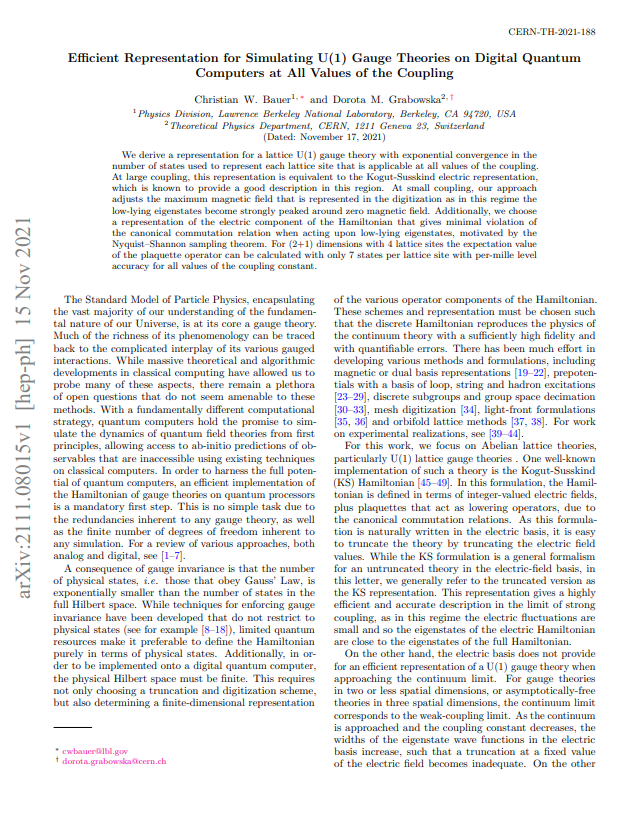 CERN-TH-2021-188
Efficient Representation for Simulating U(1) Gauge Theories on Digital Quantum
Computers at All Values of the Coupling
Christian W. Bauer1, * and Dorota M. Grabowska2, †
1Physics Division, Lawrence Berkeley National Laboratory, Berkeley, CA 94720, USA
2Theoretical Physics Department, CERN, 1211 Geneva 23, Switzerland
(Dated: November 17, 2021)
We derive a representation for a lattice U(1) gauge theory with exponential convergence in the
number of states used to represent each lattice site that is applicable at all values of the coupling.
At large coupling, this representation is equivalent to the Kogut-Susskind electric representation,
which is known to provide a good description in this region. At small coupling, our approach
adjusts the maximum magnetic field that is represented in the digitization as in this regime the
low-lying eigenstates become strongly peaked around zero magnetic field. Additionally, we choose
a representation of the electric component of the Hamiltonian that gives minimal violation of
the canonical commutation relation when acting upon low-lying eigenstates, motivated by the
Nyquist–Shannon sampling theorem. For (2+1) dimensions with 4 lattice sites the expectation value
of the plaquette operator can be calculated with only 7 states per lattice site with per-mille level
accuracy for all values of the coupling constant.
arXiv:2111.08015v1 [hep-ph] 15 Nov 2021
The Standard Model of Particle Physics, encapsulating
the vast majority of our understanding of the fundamen-
tal nature of our Universe, is at its core a gauge theory.
Much of the richness of its phenomenology can be traced
back to the complicated interplay of its various gauged
interactions. While massive theoretical and algorithmic
developments in classical computing have allowed us to
probe many of these aspects, there remain a plethora
of open questions that do not seem amenable to these
methods. With a fundamentally different computational
strategy, quantum computers hold the promise to sim-
ulate the dynamics of quantum field theories from first
principles, allowing access to ab-initio predictions of ob-
servables that are inaccessible using existing techniques
on classical computers. In order to harness the full poten-
tial of quantum computers, an efficient implementation of
the Hamiltonian of gauge theories on quantum processors
is a mandatory first step. This is no simple task due to
the redundancies inherent to any gauge theory, as well
as the finite number of degrees of freedom inherent to
any simulation. For a review of various approaches, both
analog and digital, see [1–7].
A consequence of gauge invariance is that the number
of physical states, i.e. those that obey Gauss' Law, is
exponentially smaller than the number of states in the
full Hilbert space. While techniques for enforcing gauge
invariance have been developed that do not restrict to
physical states (see for example [8–18]), limited quantum
resources make it preferable to define the Hamiltonian
purely in terms of physical states. Additionally, in or-
der to be implemented onto a digital quantum computer,
the physical Hilbert space must be finite. This requires
not only choosing a truncation and digitization scheme,
but also determining a finite-dimensional representation
* cwbauer@lbl.gov
† dorota.grabowska@cern.ch
of the various operator components of the Hamiltonian.
These schemes and representation must be chosen such
that the discrete Hamiltonian reproduces the physics of
the continuum theory with a sufficiently high fidelity and
with quantifiable errors. There has been much effort in
developing various methods and formulations, including
magnetic or dual basis representations [19–22], prepoten-
tials with a basis of loop, string and hadron excitations
[23–29], discrete subgroups and group space decimation
[30–33], mesh digitization [34], light-front formulations
[35, 36] and orbifold lattice methods [37, 38]. For work
on experimental realizations, see [39–44].
For this work, we focus on Abelian lattice theories,
particularly U(1) lattice gauge theories . One well-known
implementation of such a theory is the Kogut-Susskind
(KS) Hamiltonian [45–49]. In this formulation, the Hamil-
tonian is defined in terms of integer-valued electric fields,
plus plaquettes that act as lowering operators, due to
the canonical commutation relations. As this formula-
tion is naturally written in the electric basis, it is easy
to truncate the theory by truncating the electric field
values. While the KS formulation is a general formalism
for an untruncated theory in the electric-field basis, in
this letter, we generally refer to the truncated version as
the KS representation. This representation gives a highly
efficient and accurate description in the limit of strong
coupling, as in this regime the electric fluctuations are
small and so the eigenstates of the electric Hamiltonian
are close to the eigenstates of the full Hamiltonian.
On the other hand, the electric basis does not provide
for an efficient representation of a U(1) gauge theory when
approaching the continuum limit. For gauge theories
in two or less spatial dimensions, or asymptotically-free
theories in three spatial dimensions, the continuum limit
corresponds to the weak-coupling limit. As the continuum
is approached and the coupling constant decreases, the
widths of the eigenstate wave functions in the electric
basis increase, such that a truncation at a fixed value
of the electric field becomes inadequate. On the other